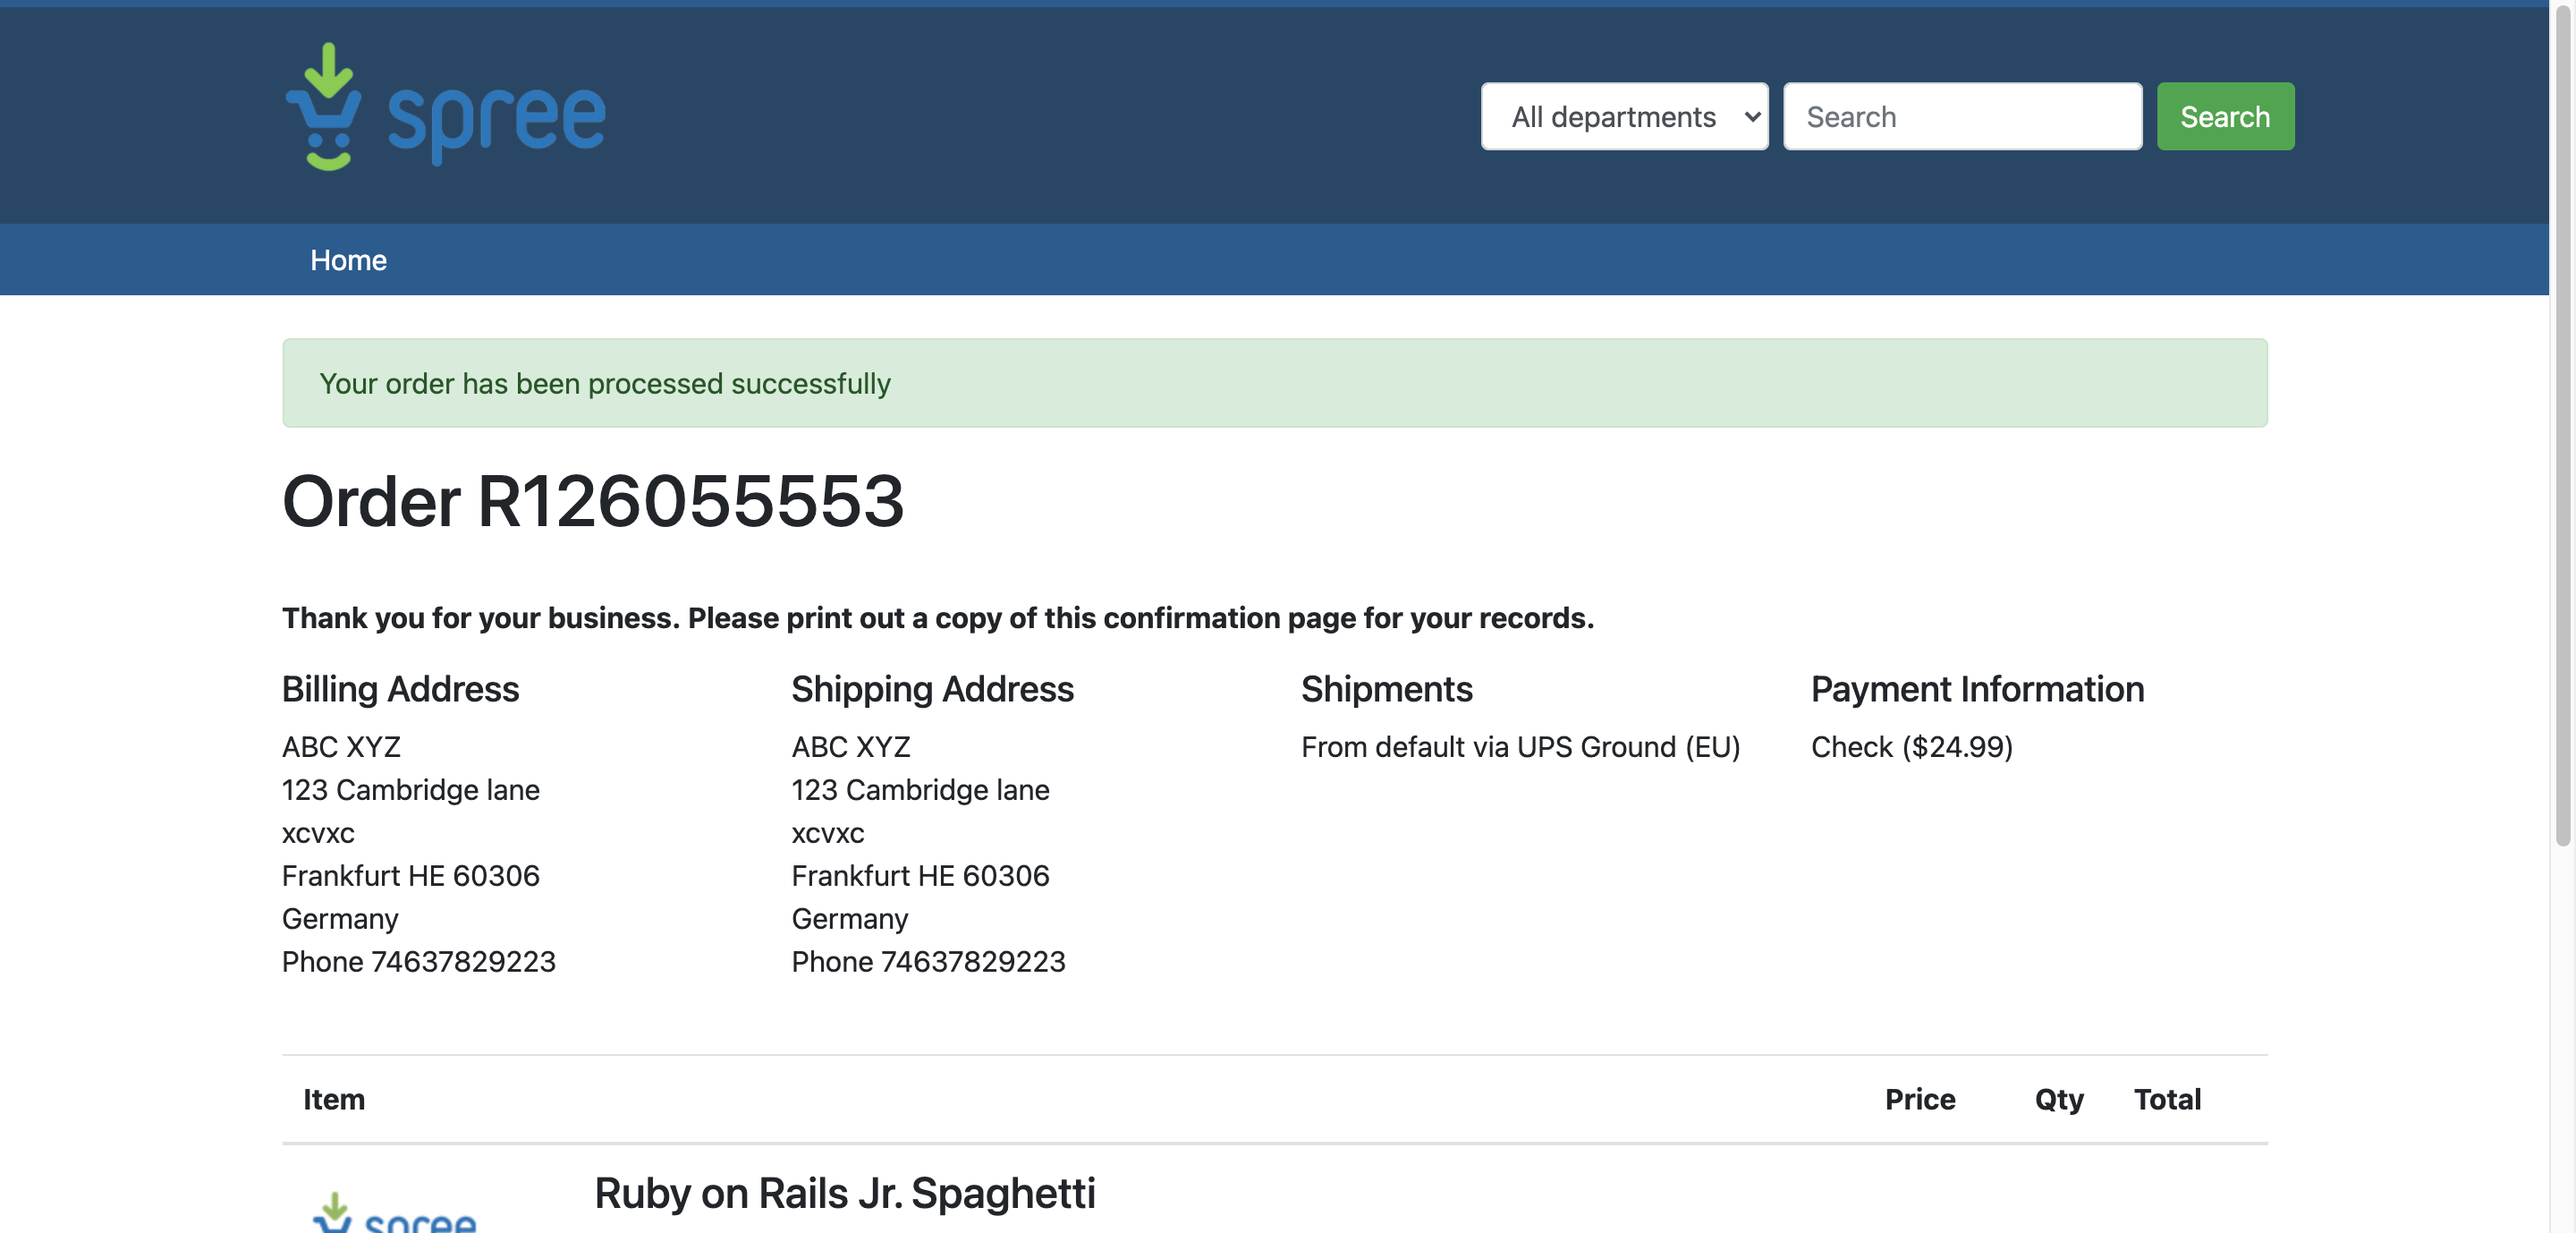 spree
All departments
Search
Search
Home
Your order has been processed successfully
Order R126055553
Thank you for your business. Please print out a copy of this confirmation page for your records.
Billing Address
ABC XYZ
123 Cambridge lane
xcvxc
Frankfurt HE 60306
Germany
Phone 74637829223
Shipping Address
ABC XYZ
123 Cambridge lane
xcvxc
Frankfurt HE 60306
Germany
Phone 74637829223
Shipments
From default via UPS Ground (EU)
Payment Information
Check ($24.99)
Item Price Qty Total
spree
Ruby on Rails Jr. Spaghetti